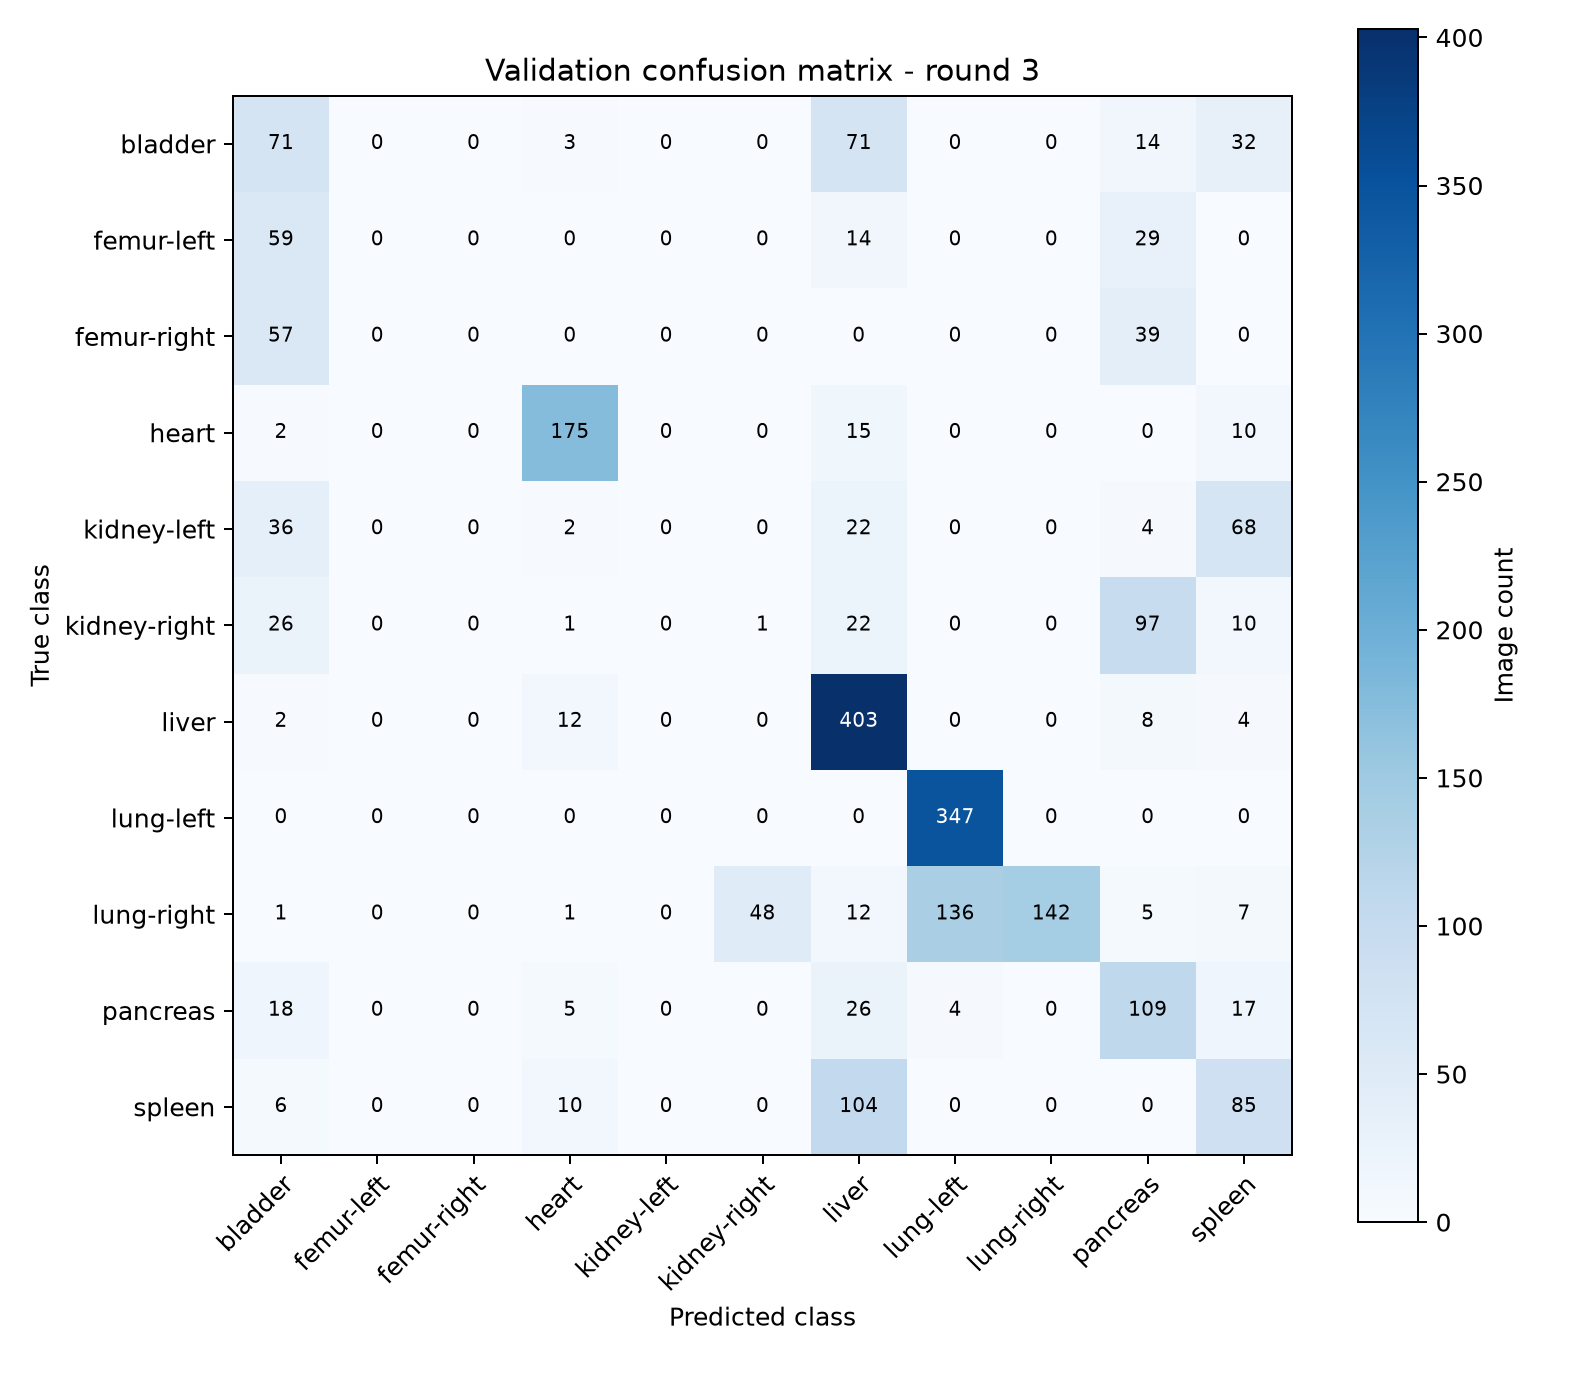 Validation confusion matrix - round 3
bladder 71 0 0 3 0 0 71 0 0 14 32
femur-left 59 0 0 0 0 0 14 0 0 29 0
femur-right 57 0 0 0 0 0 0 0 0 39 0
heart 2 0 0 175 0 0 15 0 0 0 10
kidney-left 36 0 0 2 0 0 22 0 0 4 68
kidney-right 26 0 0 1 0 1 22 0 0 97 10
liver 2 0 0 12 0 0 403 0 0 8 4
lung-left 0 0 0 0 0 0 0 347 0 0 0
lung-right 1 0 0 1 0 48 12 136 142 5 7
pancreas 18 0 0 5 0 0 26 4 0 109 17
spleen 6 0 0 10 0 0 104 0 0 0 85
True class
bladder femur-left femur-right heart kidney-left kidney-right liver lung-left lung-right pancreas spleen
Predicted class
400
350
300
250
200
150
100
50
0
Image count